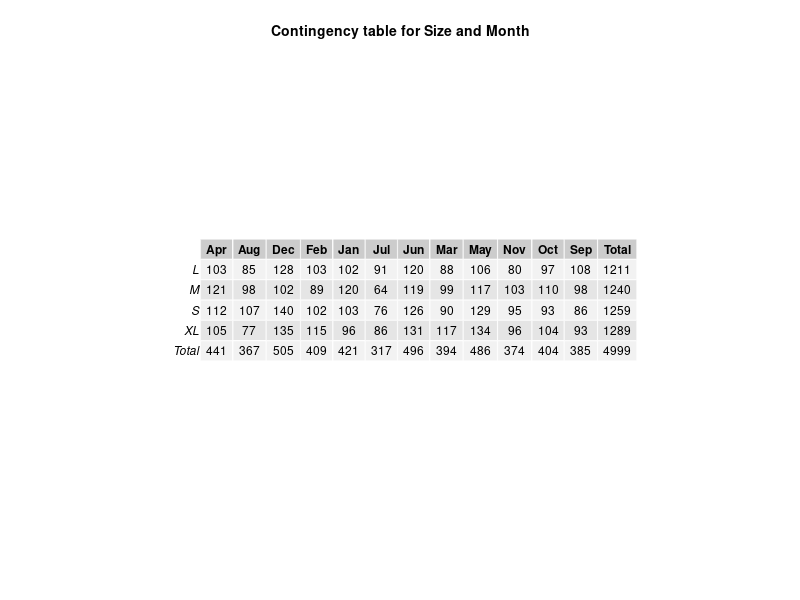 Contingency table for Size and Month
Apr Aug Dec Feb Jan Jul Jun Mar May Nov Oct Sep Total
L 103 85 128 103 102 91 120 88 106 80 97 108 1211
M 121 98 102 89 120 64 119 99 117 103 110 98 1240
S 112 107 140 102 103 76 126 90 129 95 93 86 1259
XL 105 77 135 115 96 86 131 117 134 96 104 93 1289
Total 441 367 505 409 421 317 496 394 486 374 404 385 4999